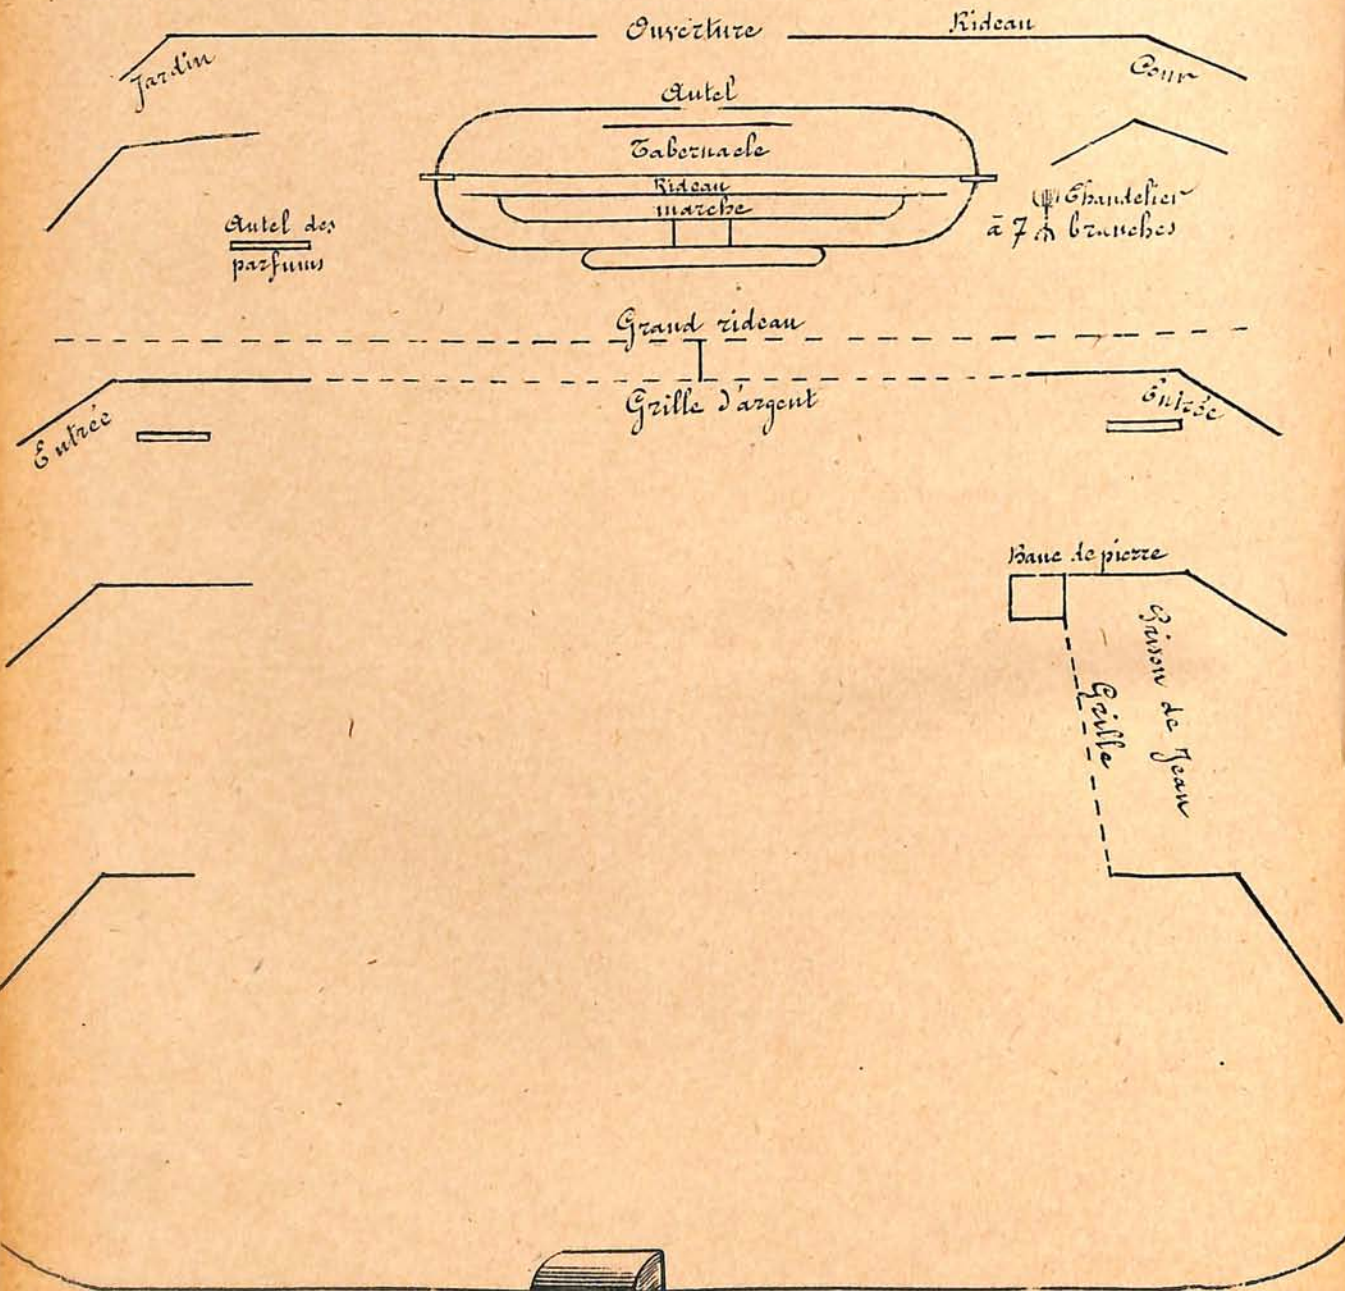 Ouverture
Rideau
Jardin
Cour
Autel
Tabernacle
Rideau
marche
Autel des
parfums
Chandelier
à 7 branches
Grand rideau
Grille d'argent
Entrée
Entrée
Banc de pierre
Prison de Jean
Grille